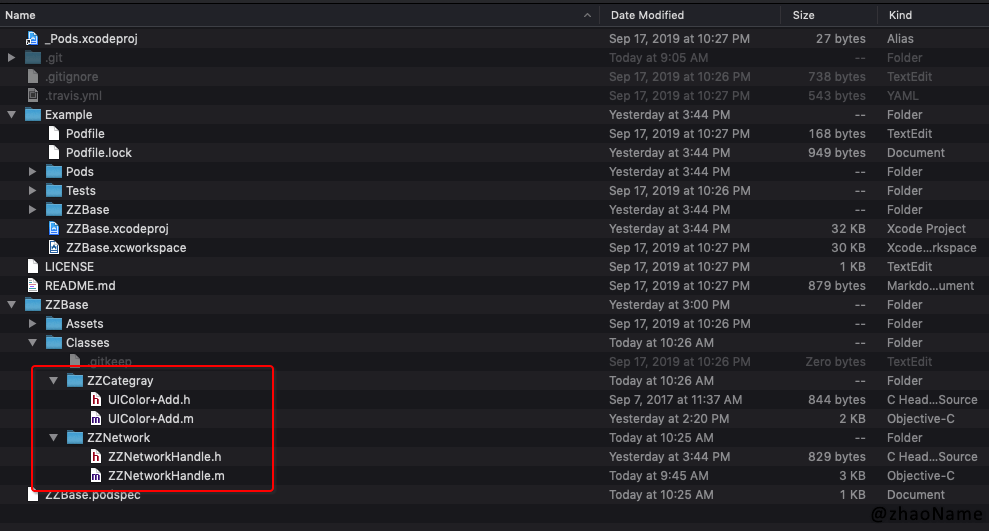 Name Date Modified Size Kind
_Pods.xcodeproj Sep 17, 2019 at 10:27 PM 27 bytes Alias
.git Today at 9:05 AM -- Folder
.gitignore Sep 17, 2019 at 10:26 PM 738 bytes TextEdit
.travis.yml Sep 17, 2019 at 10:27 PM 543 bytes YAML
Example Yesterday at 3:44 PM -- Folder
Podfile Sep 17, 2019 at 10:27 PM 168 bytes TextEdit
Podfile.lock Yesterday at 3:44 PM 949 bytes Document
Pods Yesterday at 3:44 PM -- Folder
Tests Sep 17, 2019 at 10:26 PM -- Folder
ZZBase Yesterday at 3:44 PM -- Folder
ZZBase.xcodeproj Yesterday at 3:44 PM 32 KB Xcode Project
ZZBase.xcworkspace Sep 17, 2019 at 10:27 PM 30 KB Xcode...rkspace
LICENSE Sep 17, 2019 at 10:26 PM 1 KB TextEdit
README.md Sep 17, 2019 at 10:27 PM 879 bytes Markdo...ument
ZZBase Yesterday at 3:00 PM -- Folder
Assets Sep 17, 2019 at 10:26 PM -- Folder
Classes Today at 10:26 AM -- Folder
.gitkeep Sep 17, 2019 at 10:26 PM Zero bytes TextEdit
ZZCategray Today at 10:26 AM -- Folder
UIColor+Add.h Sep 7, 2017 at 11:37 AM 844 bytes C Head...Source
UIColor+Add.m Yesterday at 2:20 PM 2 KB Objective-C
ZZNetwork Today at 10:25 AM -- Folder
ZZNetworkHandle.h Yesterday at 3:44 PM 829 bytes C Head...Source
ZZNetworkHandle.m Today at 9:45 AM 3 KB Objective-C
ZZBase.podspec Today at 10:25 AM 1 KB Document
@zhaoName